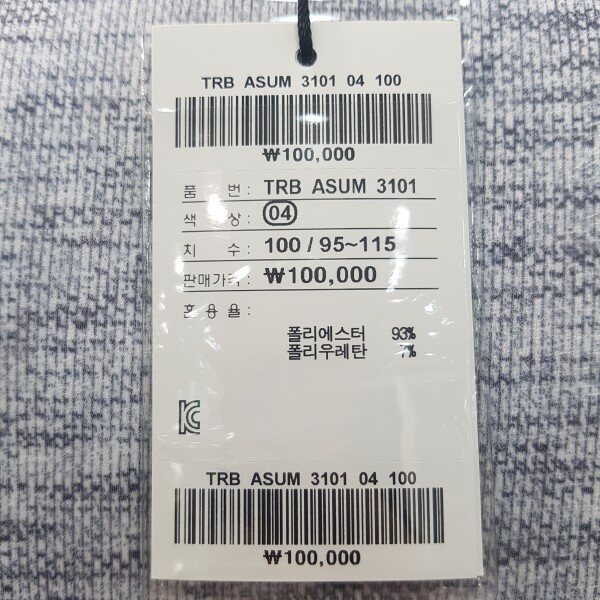 TRB ASUM 3101 04 100
₩100,000
품 번 : TRB ASUM 3101
색 상 : 04
치 수 : 100 / 95~115
판매가격 : ₩100,000
혼 용 율 :
폴리에스터 93%
폴리우레탄 7%
KC
TRB ASUM 3101 04 100
₩100,000